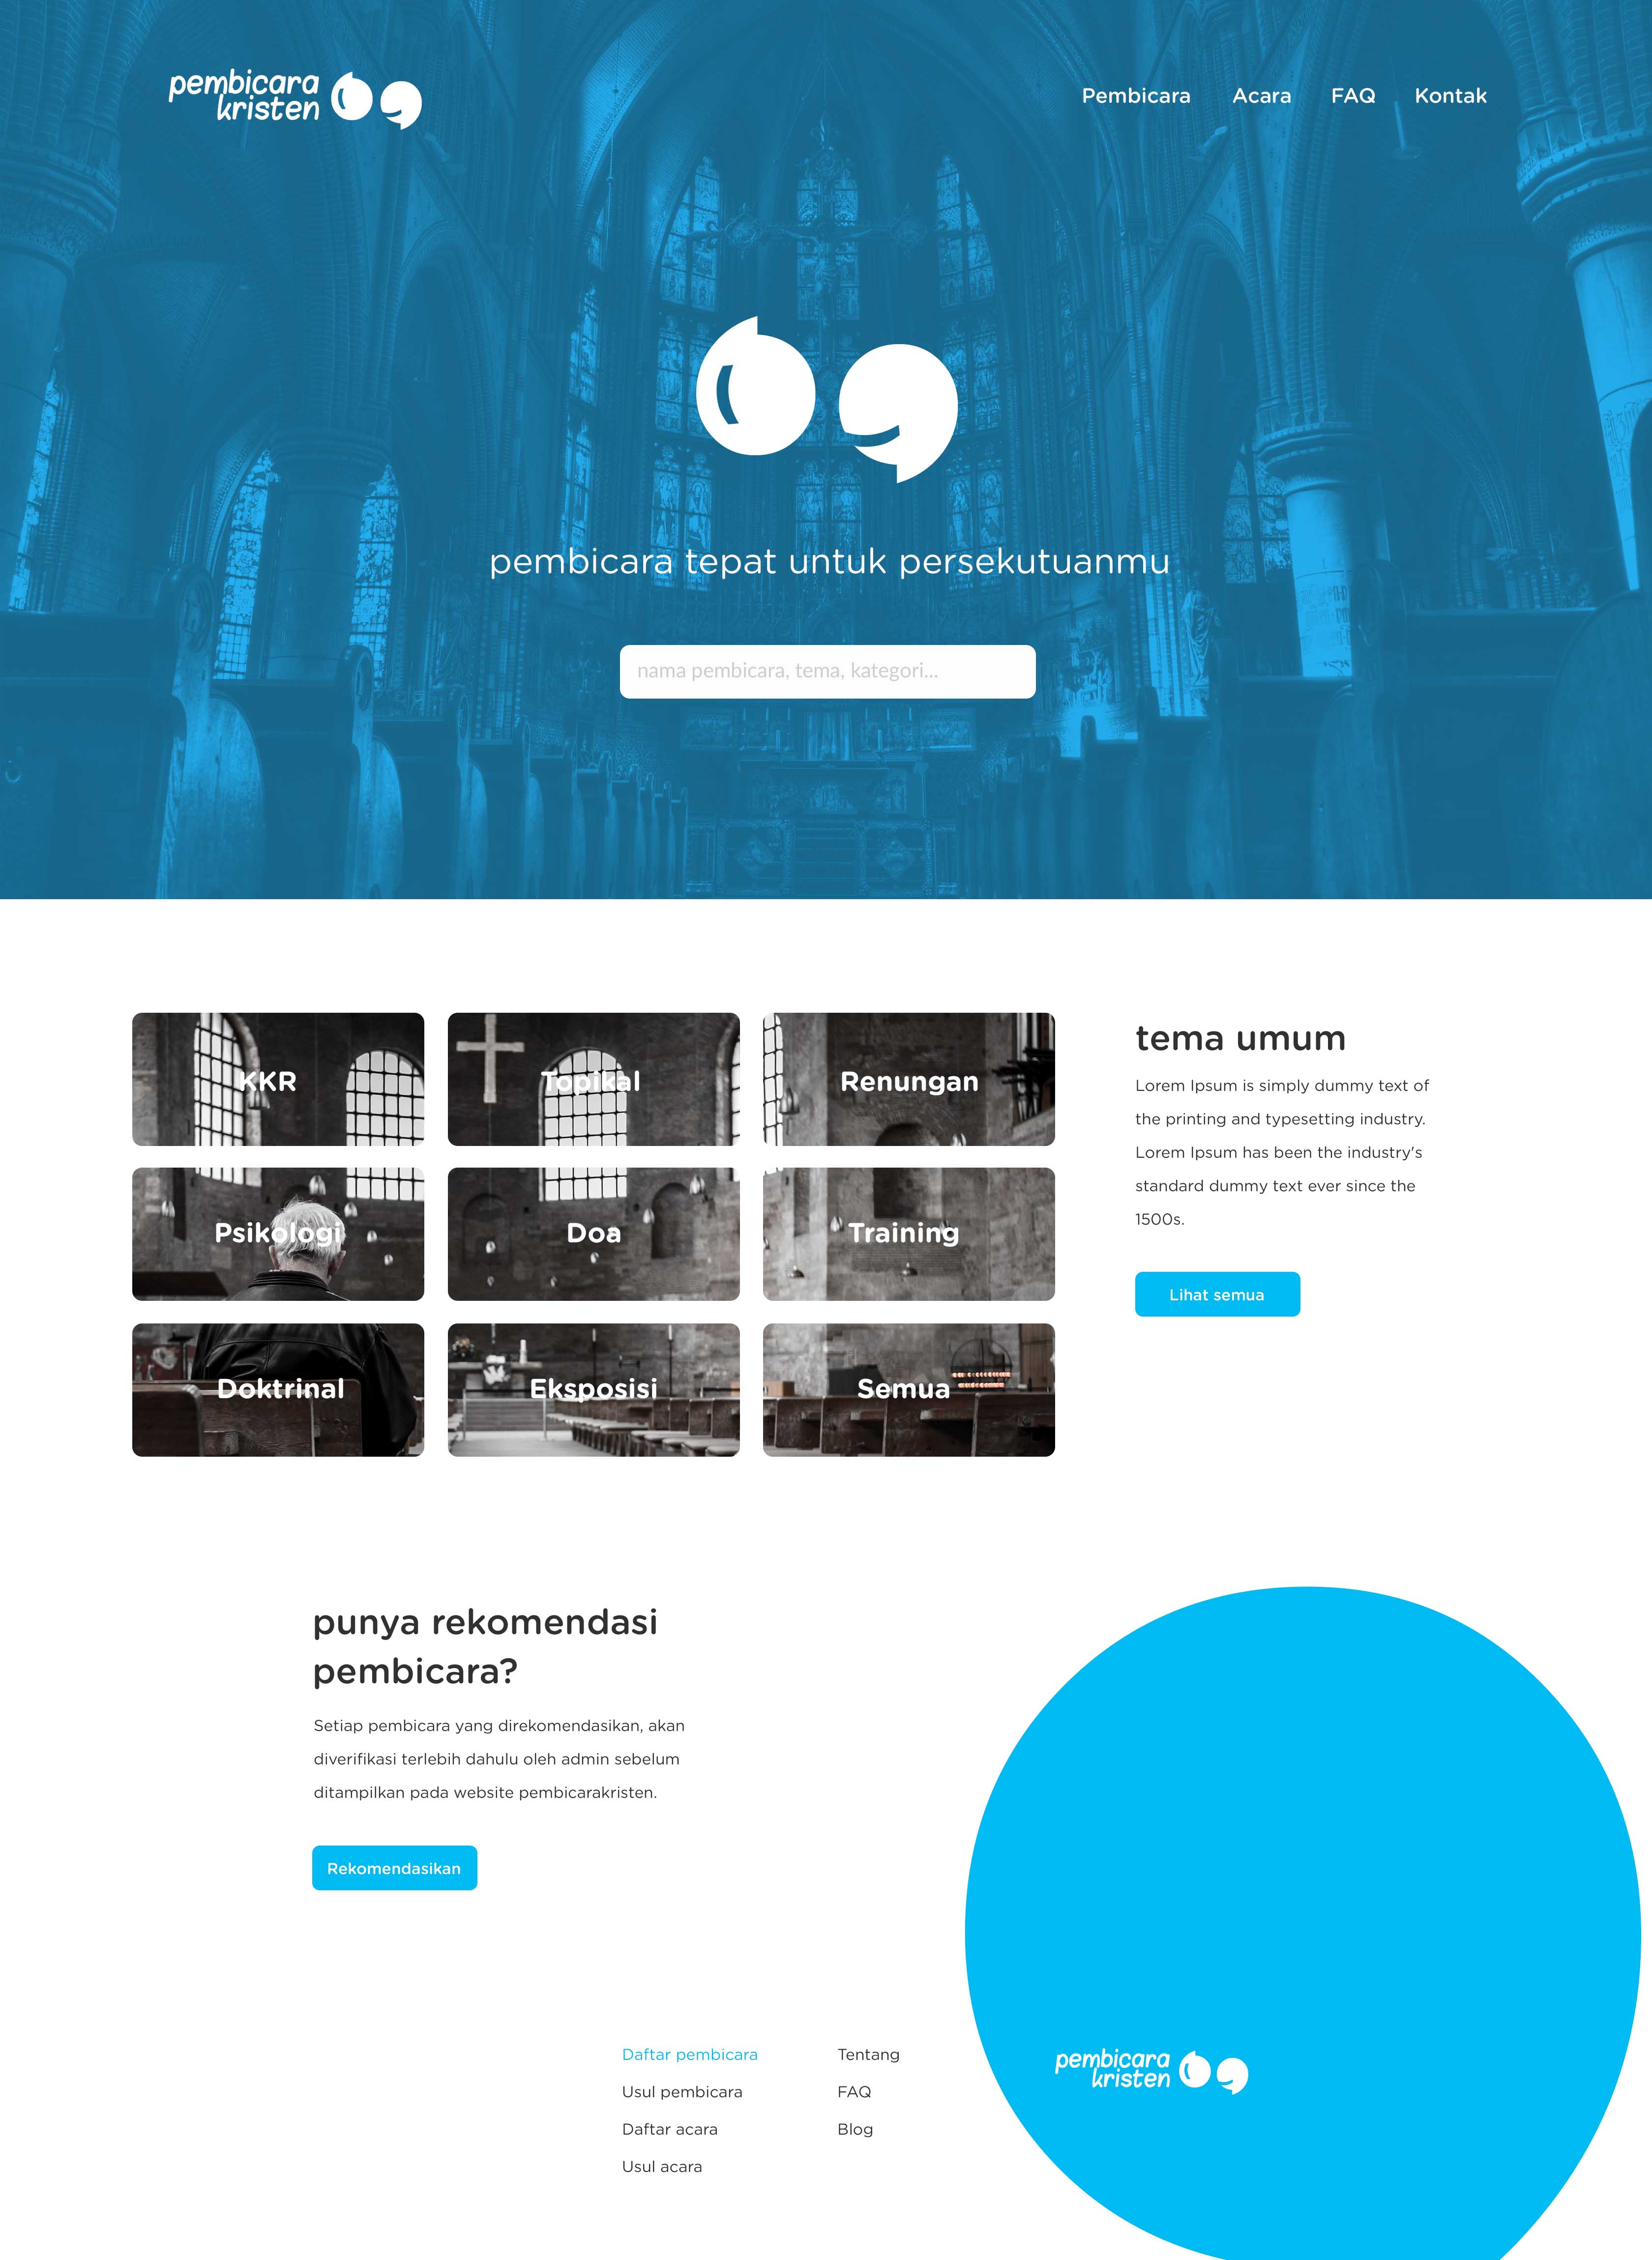 pembicara
kristen
Pembicara Acara FAQ Kontak
pembicara tepat untuk persekutuanmu
nama pembicara, tema, kategori...
KKR Topikal Renungan
Psikologi Doa Training
Doktrinal Eksposisi Semua
tema umum
Lorem Ipsum is simply dummy text of
the printing and typesetting industry.
Lorem Ipsum has been the industry's
standard dummy text ever since the
1500s.
Lihat semua
punya rekomendasi
pembicara?
Setiap pembicara yang direkomendasikan, akan
diverifikasi terlebih dahulu oleh admin sebelum
ditampilkan pada website pembicarakristen.
Rekomendasikan
Daftar pembicara
Usul pembicara
Daftar acara
Usul acara
Tentang
FAQ
Blog
pembicara
kristen